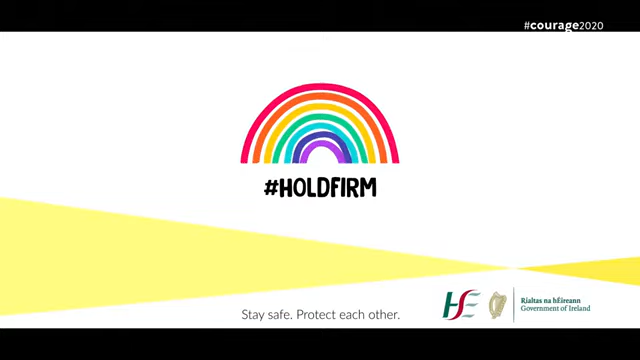 #courage2020
#HOLDFIRM
Stay safe. Protect each other.
HSE
Rialtas na hÉireann
Government of Ireland